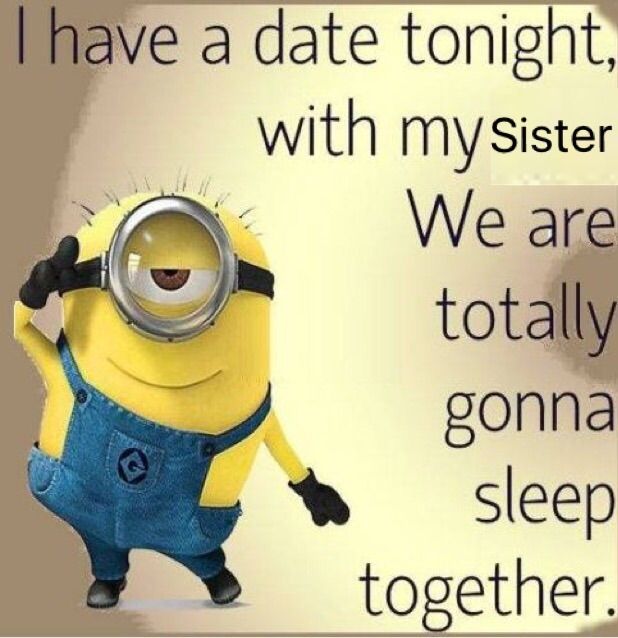 I have a date tonight,
with my Sister
We are
totally
gonna
sleep
together.